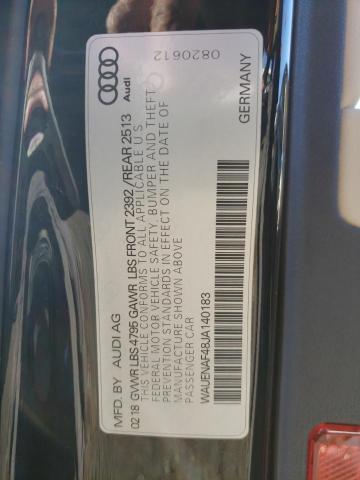 MFD. BY AUDI AG
02 18 GVWR LBS 4795 GAWR LBS FRONT 2392 / REAR 2513
THIS VEHICLE CONFORMS TO ALL APPLICABLE U S
FEDERAL MOTOR VEHICLE SAFETY, BUMPER AND THEFT
PREVENTION STANDARDS IN EFFECT ON THE DATE OF
MANUFACTURE SHOWN ABOVE
PASSENGER CAR
WAUENAF48JA140183
Audi
0820612
GERMANY